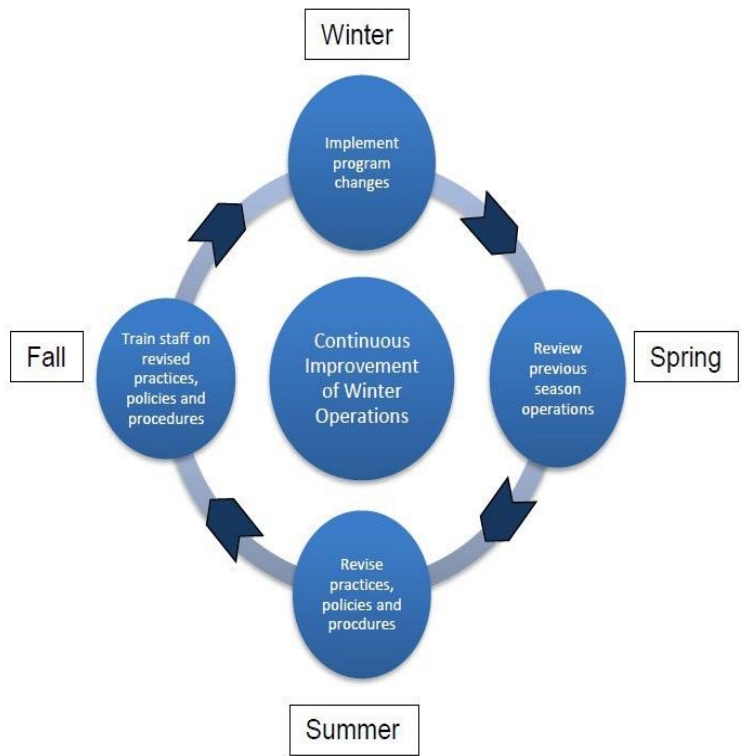 Winter
Implement
program
changes
Fall
Train staff on
revised
practices,
policies and
procedures
Continuous
Improvement
of Winter
Operations
Review
previous
season
operations
Spring
Revise
practices,
policies and
procdures
Summer